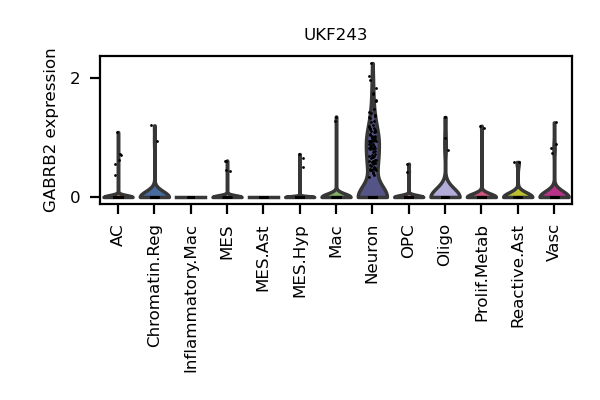 UKF243
GABRB2 expression
2
0
AC
Chromatin.Reg
Inflammatory.Mac
MES
MES.Ast
MES.Hyp
Mac
Neuron
OPC
Oligo
Prolif.Metab
Reactive.Ast
Vasc